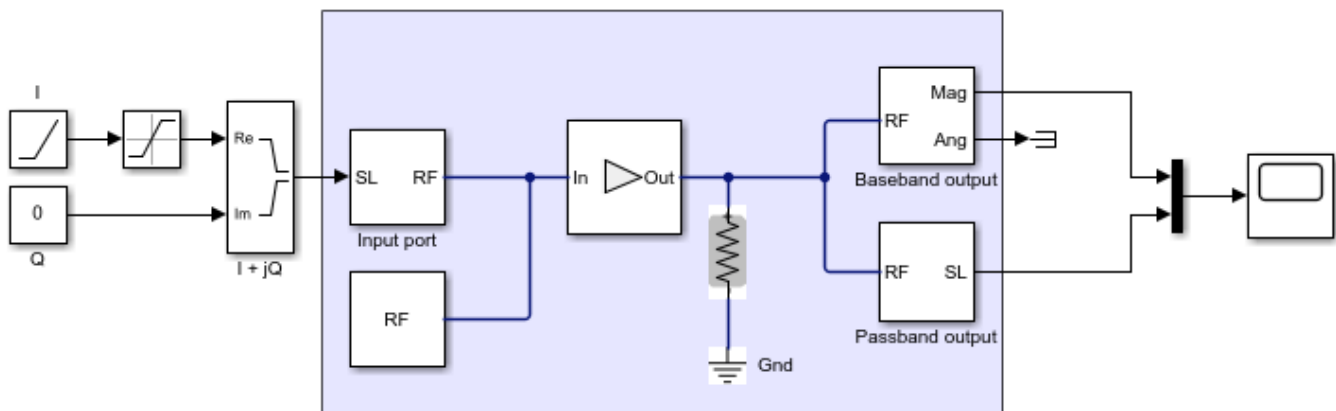 I
Re
Im
0
Q
I + jQ
SL RF
Input port
RF
In Out
Gnd
RF Mag
Ang
Baseband output
RF SL
Passband output